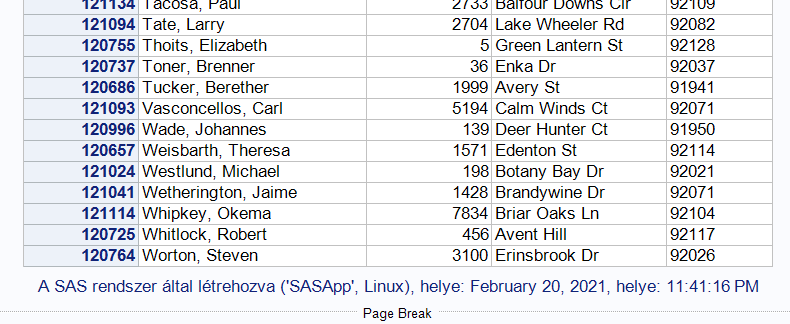 121134 Tacosa, Paul 2733 Balfour Downs Cir 92109
121094 Tate, Larry 2704 Lake Wheeler Rd 92082
120755 Thoits, Elizabeth 5 Green Lantern St 92128
120737 Toner, Brenner 36 Enka Dr 92037
120686 Tucker, Berether 1999 Avery St 91941
121093 Vasconcellos, Carl 5194 Calm Winds Ct 92071
120996 Wade, Johannes 139 Deer Hunter Ct 91950
120657 Weisbarth, Theresa 1571 Edenton St 92114
121024 Westlund, Michael 198 Botany Bay Dr 92021
121041 Wetherington, Jaime 1428 Brandywine Dr 92071
121114 Whipkey, Okema 7834 Briar Oaks Ln 92104
120725 Whitlock, Robert 456 Avent Hill 92117
120764 Worton, Steven 3100 Erinsbrook Dr 92026
A SAS rendszer által létrehozva ('SASApp', Linux), helye: February 20, 2021, helye: 11:41:16 PM
Page Break